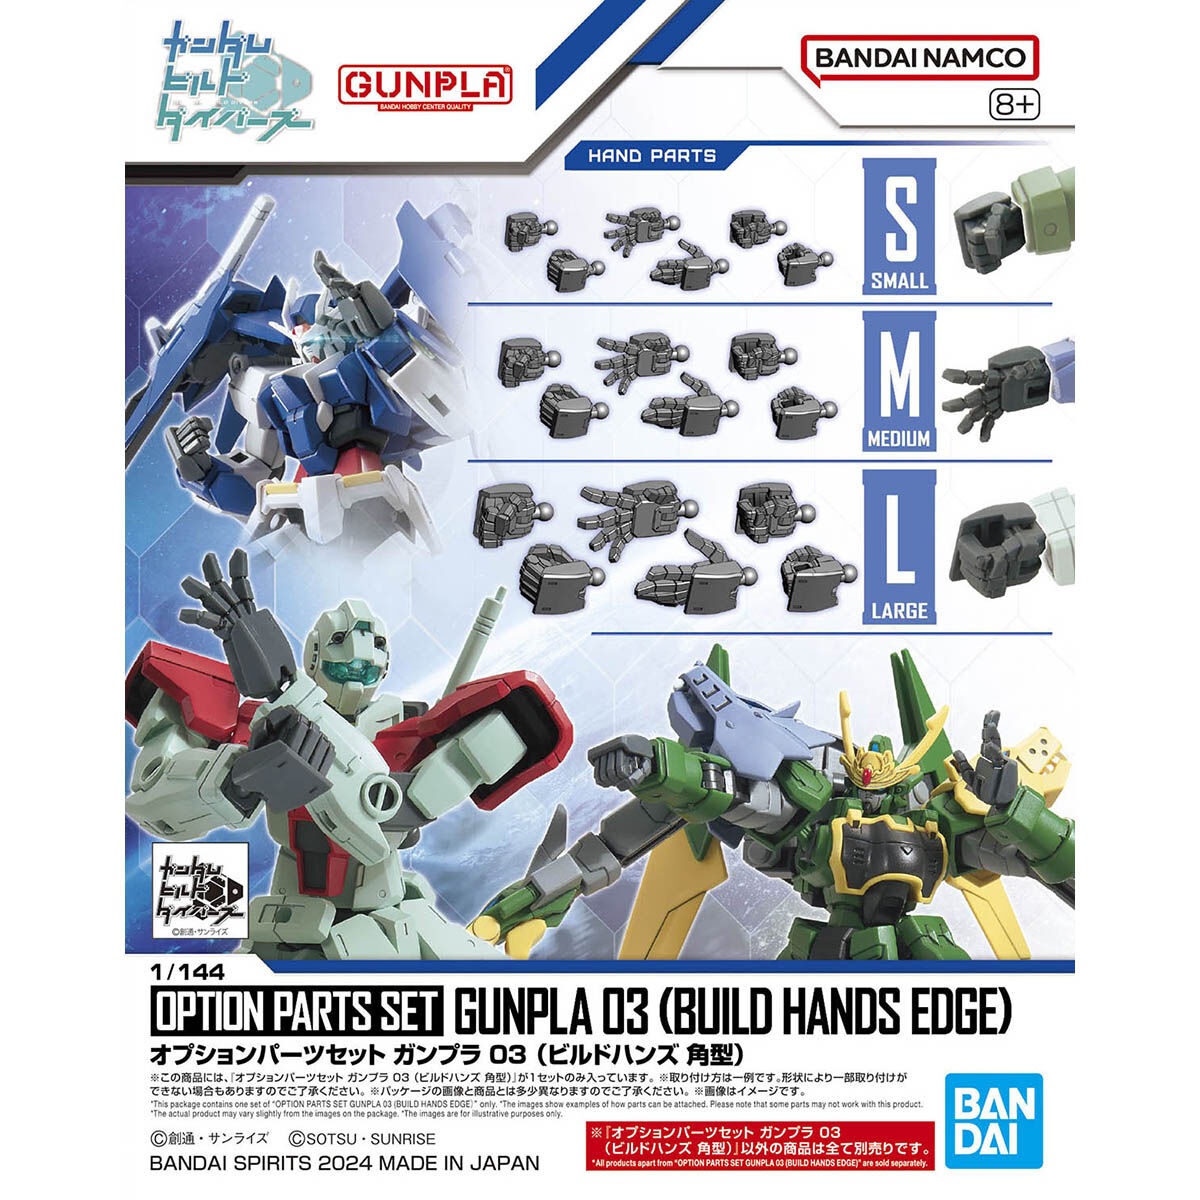 ガンダム
ビルド
ダイバーズ
GUNPLA®
BANDAI HOBBY CENTER QUALITY
BANDAI NAMCO
8+
HAND PARTS
S
SMALL
M
MEDIUM
L
LARGE
ガンダム
ビルド
ダイバーズ
©創通・サンライズ
1/144
OPTION PARTS SET GUNPLA 03 (BUILD HANDS EDGE)
オプションパーツセット ガンプラ 03 (ビルドハンズ 角型)
※この商品には、『オプションパーツセット ガンプラ 03 (ビルドハンズ 角型)』が1セットのみ入っています。※取り付け方は一例です。形状により一部取り付けが
できない場合もありますのでご了承ください。※パッケージの画像と商品とは多少異なりますのでご了承ください。※画像はイメージです。
*This package contains one set of "OPTION PARTS SET GUNPLA 03 (BUILD HANDS EDGE)" only. *The images show examples of how parts can be attached. Please note that some parts may not work with this product.
*The actual product may vary slightly from the images on the package. *The images are for illustrative purposes only.
©創通・サンライズ ©SOTSU・SUNRISE
BANDAI SPIRITS 2024 MADE IN JAPAN
※『オプションパーツセット ガンプラ 03
(ビルドハンズ 角型)』以外の商品は全て別売りです。
*All products apart from "OPTION PARTS SET GUNPLA 03 (BUILD HANDS EDGE)" are sold separately.
BAN
DAI